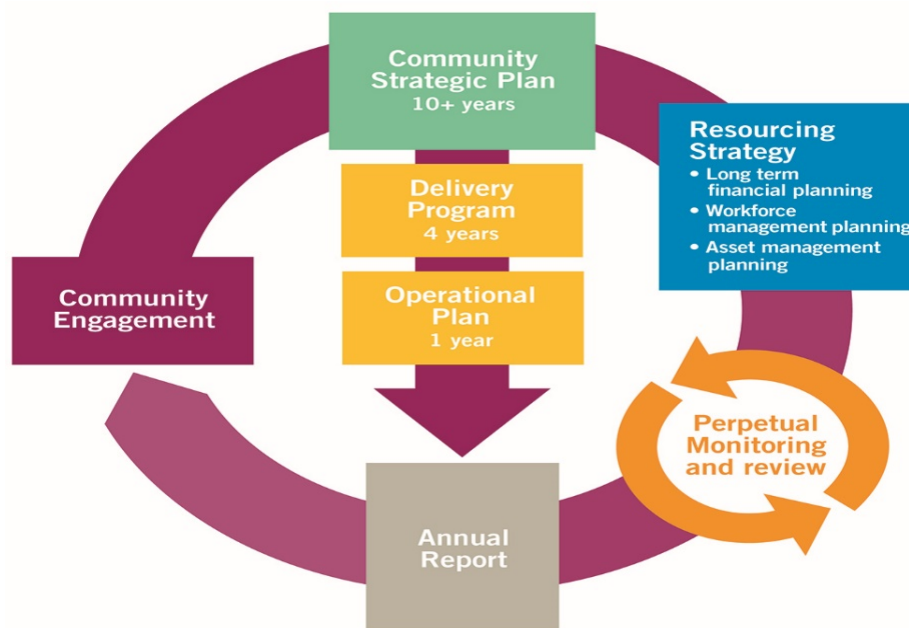 Community
Strategic Plan
10+ years
Resourcing
Strategy
• Long term
financial planning
• Workforce
management planning
• Asset management
planning
Delivery
Program
4 years
Community
Engagement
Operational
Plan
1 year
Perpetual
Monitoring
and review
Annual
Report